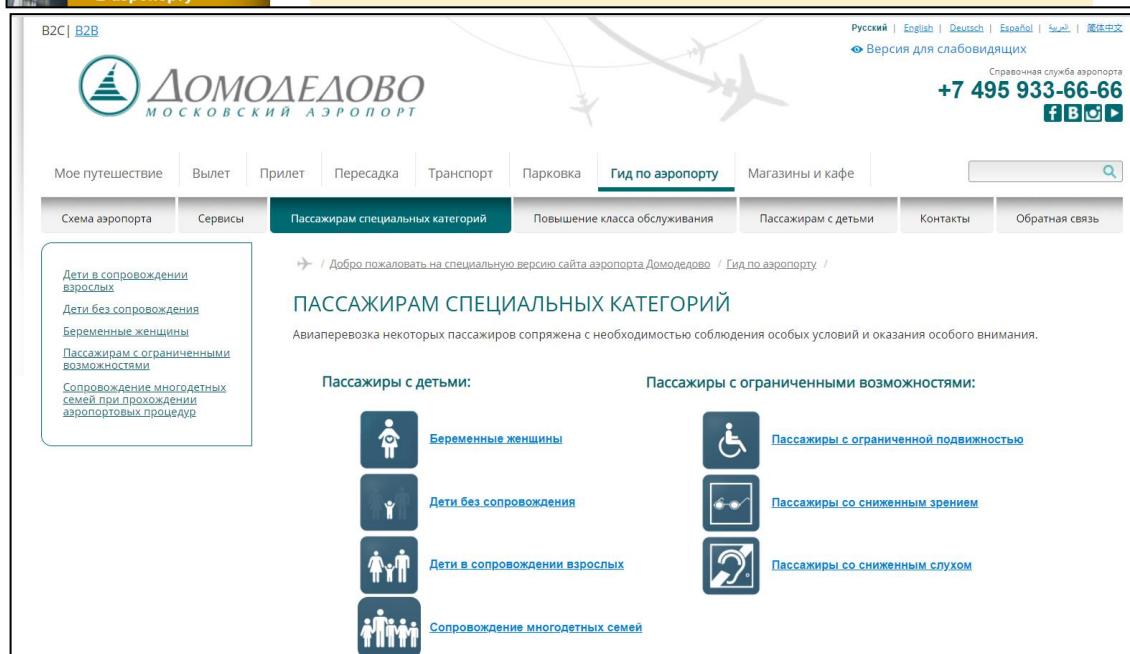 B2C| B2B
Русский | English | Deutsch | Español | العربية | 简体中文
Версия для слабовидящих
Справочная служба аэропорта
+7 495 933-66-66
ДОМОДЕДОВО
МОСКОВСКИЙ АЭРОПОРТ
Мое путешествие Вылет Прилет Пересадка Транспорт Парковка Гид по аэропорту Магазины и кафе
Схема аэропорта Сервисы Пассажирам специальных категорий Повышение класса обслуживания Пассажирам с детьми Контакты Обратная связь
Дети в сопровождении
взрослых
Дети без сопровождения
Беременные женщины
Пассажирам с ограниченными
возможностями
Сопровождение многодетных
семей при прохождении
аэропортовых процедур
/ Добро пожаловать на специальную версию сайта аэропорта Домодедово / Гид по аэропорту /
ПАССАЖИРАМ СПЕЦИАЛЬНЫХ КАТЕГОРИЙ
Авиаперевозка некоторых пассажиров сопряжена с необходимостью соблюдения особых условий и оказания особого внимания.
Пассажиры с детьми:
Беременные женщины
Дети без сопровождения
Дети в сопровождении взрослых
Сопровождение многодетных семей
Пассажиры с ограниченными возможностями:
Пассажиры с ограниченной подвижностью
Пассажиры со сниженным зрением
Пассажиры со сниженным слухом